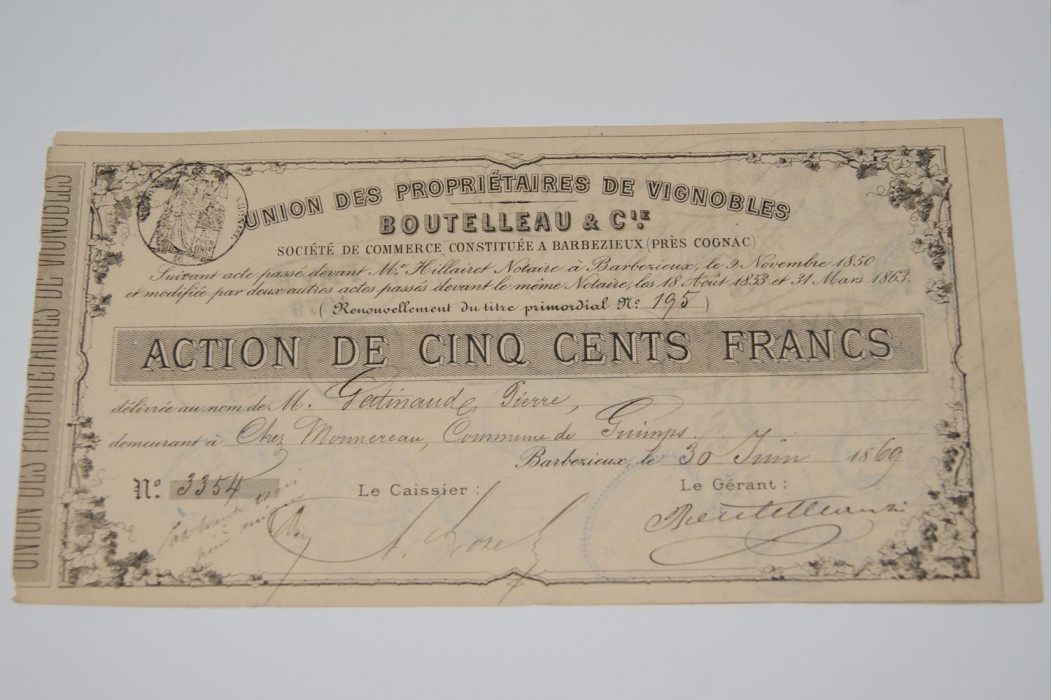 UNION DES PROPRIÉTAIRES DE VIGNOBLES
UNION DES PROPRIÉTAIRES DE VIGNOBLES
BOUTELLEAU & CIE.
SOCIÉTÉ DE COMMERCE CONSTITUÉE A BARBEZIEUX (PRÈS COGNAC)
Suivant acte passé devant Me. Hillairet Notaire à Barbezieux, le 9 Novembre 1850
et modifiée par deux autres actes passés devant le même Notaire, les 18 Août 1853 et 31 Mars 1863.
(Renouvellement du titre primordial No. 195)
ACTION DE CINQ CENTS FRANCS
délivrée au nom de M. Gatinaud, Pierre,
demeurant à Chez Monnereau, Commune de Guimps.
Barbezieux, le 30 Juin 1869
No. 3354
Le Caissier :
Le Gérant :
Boutelleau